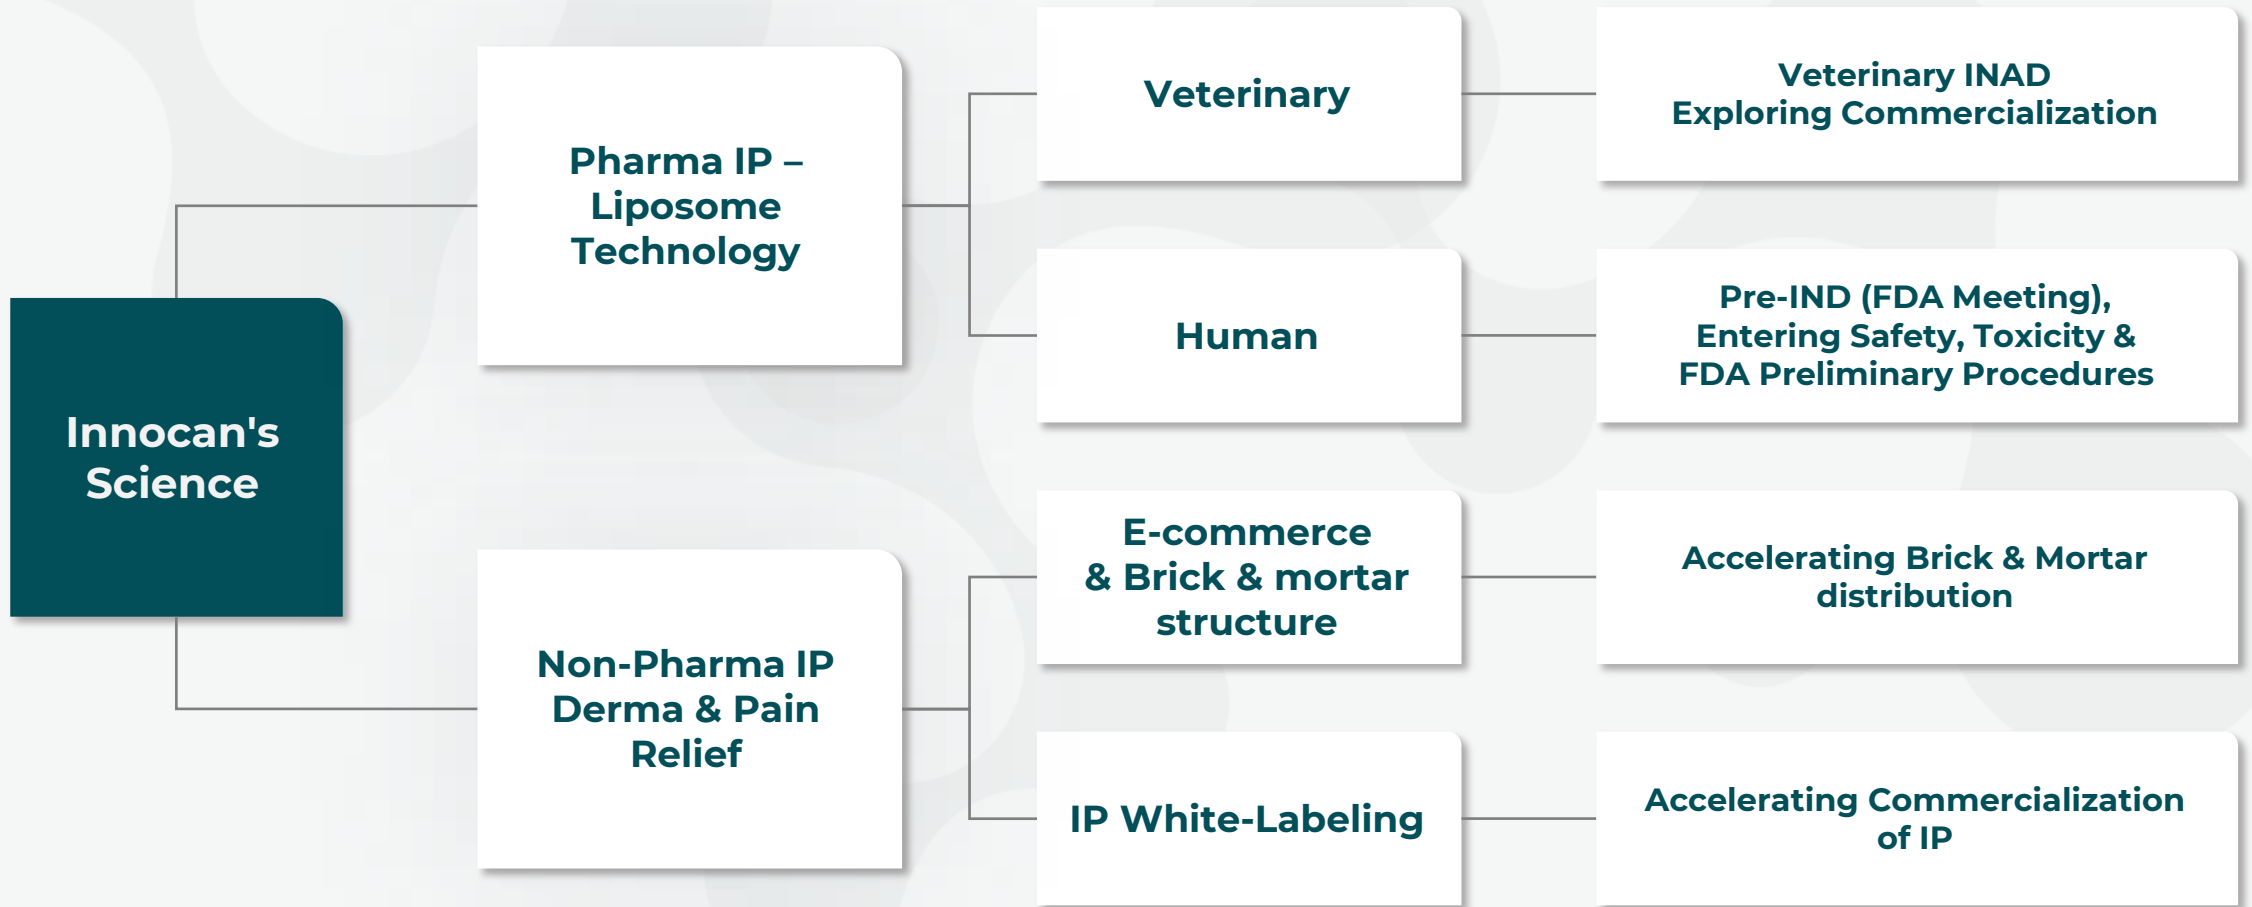 Innocan's
Science
Pharma IP –
Liposome
Technology
Veterinary
Veterinary INAD
Exploring Commercialization
Human
Pre-IND (FDA Meeting),
Entering Safety, Toxicity &
FDA Preliminary Procedures
Non-Pharma IP
Derma & Pain
Relief
E-commerce
& Brick & mortar
structure
Accelerating Brick & Mortar
distribution
IP White-Labeling
Accelerating Commercialization
of IP